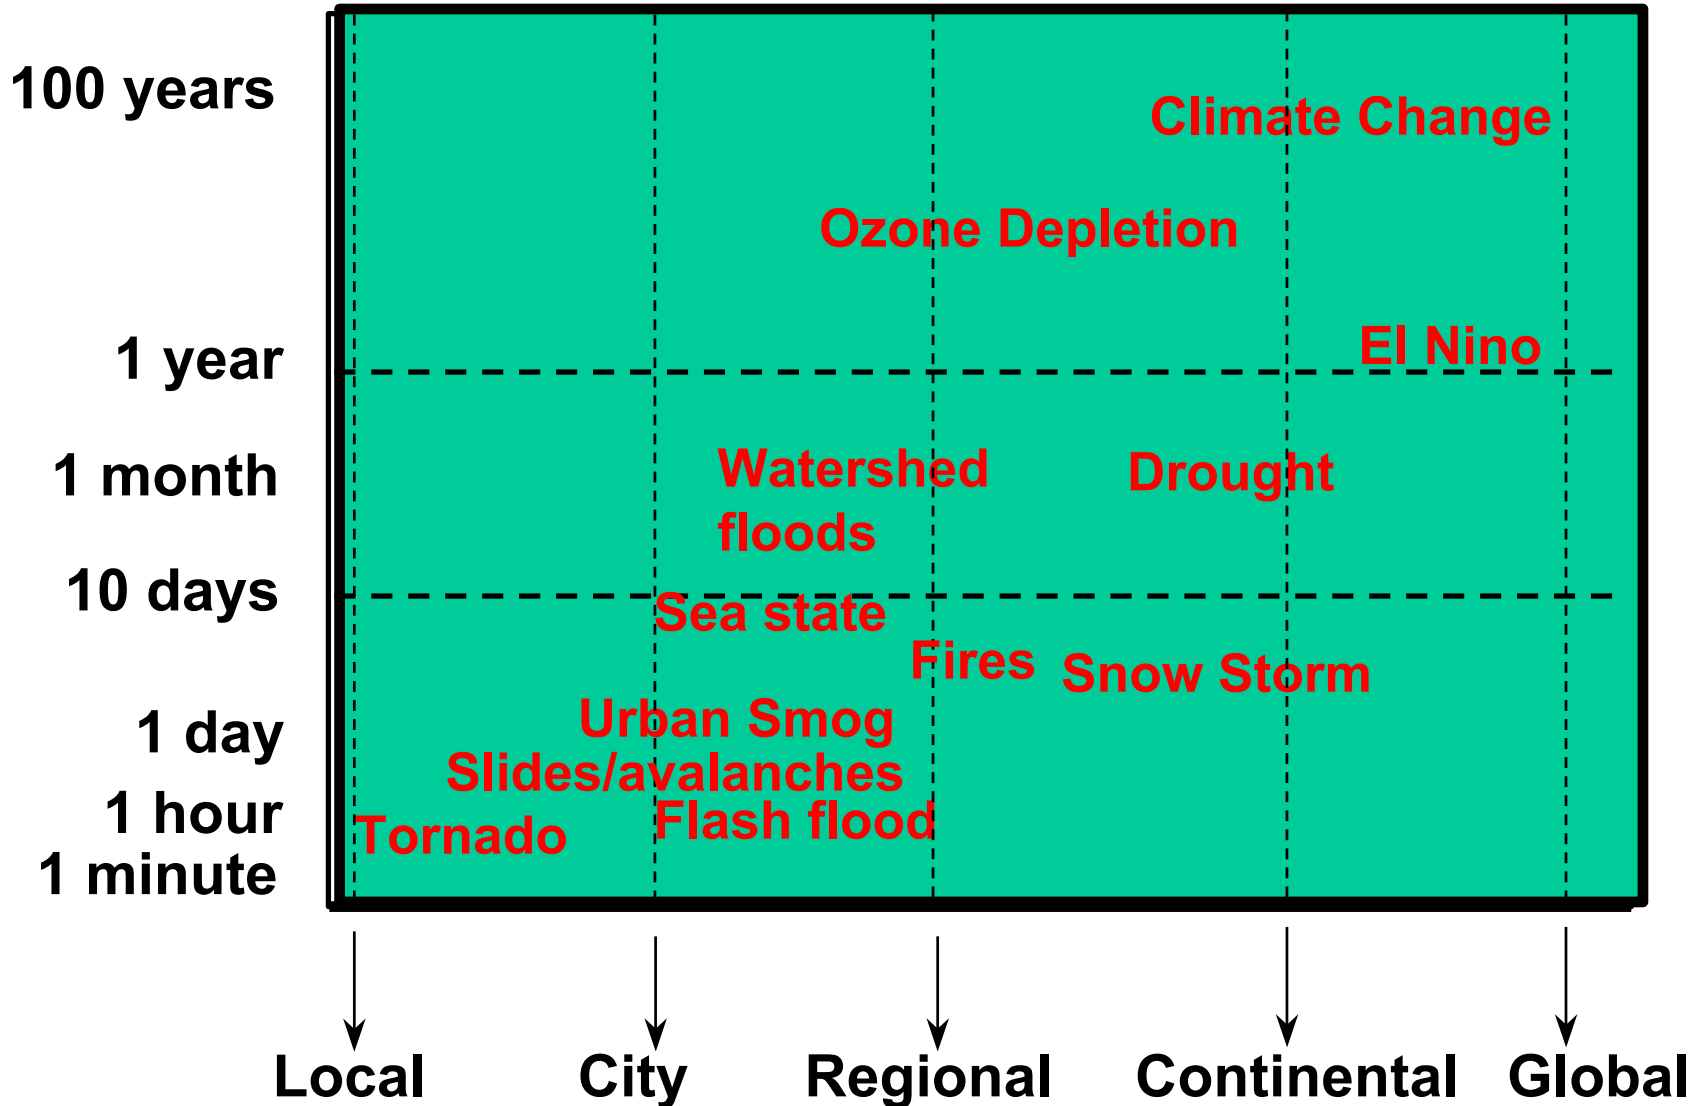 100 years
Climate Change
Ozone Depletion
1 year
El Nino
1 month
Watershed
floods
Drought
10 days
Sea state
Fires
Snow Storm
1 day
Urban Smog
Slides/avalanches
1 hour
Flash flood
Tornado
1 minute
Local
City
Regional
Continental
Global